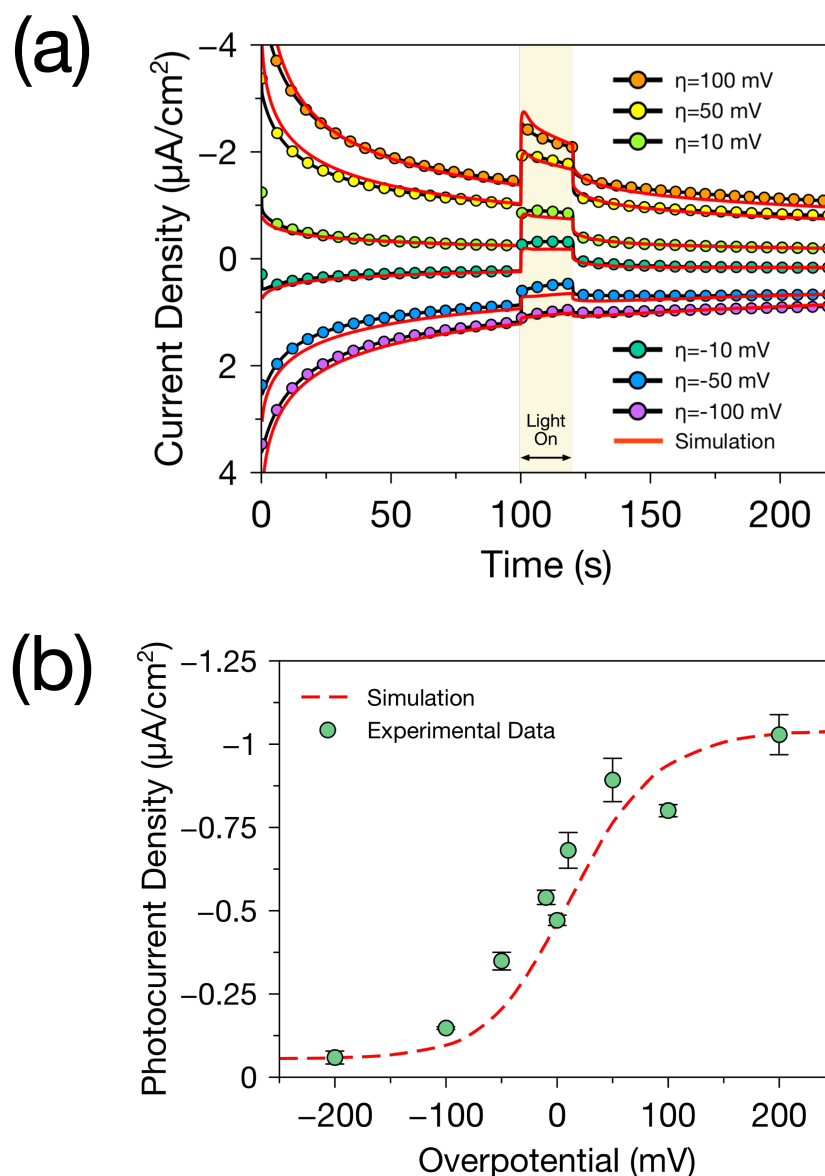 (a)
Current Density (μA/cm²)
−4
−2
0
2
4
η=100 mV
η=50 mV
η=10 mV
η=-10 mV
η=-50 mV
η=-100 mV
Simulation
Light
On
0
50
100
150
200
Time (s)
(b)
Photocurrent Density (μA/cm²)
−1.25
−1
−0.75
−0.5
−0.25
0
Simulation
Experimental Data
−200
−100
0
100
200
Overpotential (mV)